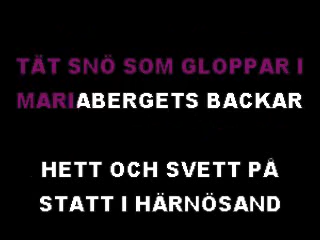 TÄT SNÖ SOM GLOPPAR I
MARIABERGETS BACKAR
HETT OCH SVETT PÅ
STATT I HÄRNÖSAND